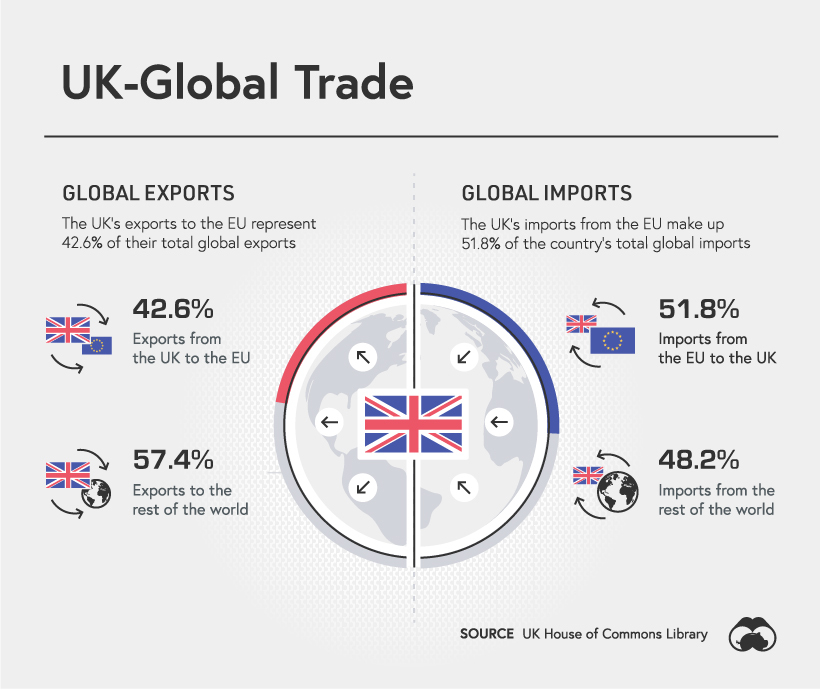 UK-Global Trade
GLOBAL EXPORTS
The UK's exports to the EU represent
42.6% of their total global exports
42.6%
Exports from
the UK to the EU
57.4%
Exports to the
rest of the world
GLOBAL IMPORTS
The UK's imports from the EU make up
51.8% of the country's total global imports
51.8%
Imports from
the EU to the UK
48.2%
Imports from the
rest of the world
SOURCE UK House of Commons Library